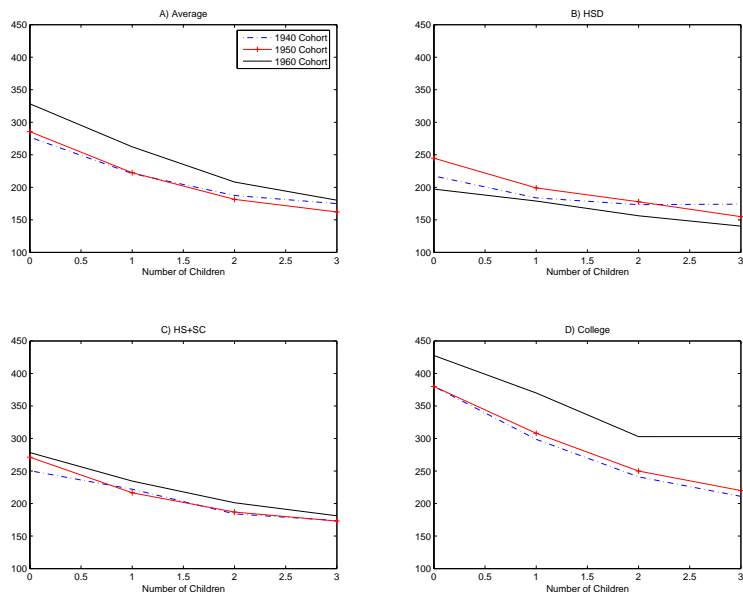 A) Average
450
400
350
300
250
200
150
100
0 0.5 1 1.5 2 2.5 3
Number of Children
1940 Cohort
1950 Cohort
1960 Cohort
B) HSD
450
400
350
300
250
200
150
100
0 0.5 1 1.5 2 2.5 3
Number of Children
C) HS+SC
450
400
350
300
250
200
150
100
0 0.5 1 1.5 2 2.5 3
Number of Children
D) College
450
400
350
300
250
200
150
100
0 0.5 1 1.5 2 2.5 3
Number of Children